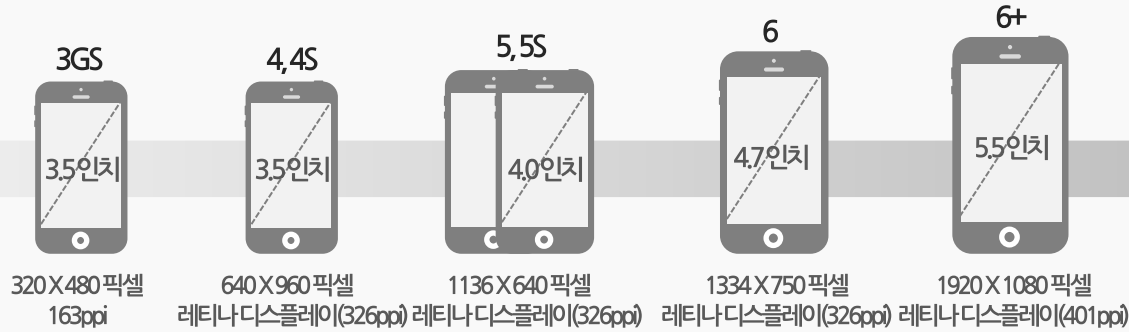 3GS
4,4S
5,5S
6
6+
3.5인치
3.5인치
4.0인치
4.7인치
5.5인치
320 X 480 픽셀
163ppi
640 X 960 픽셀
레티나 디스플레이(326ppi)
1136 X 640 픽셀
레티나 디스플레이(326ppi)
1334 X 750 픽셀
레티나 디스플레이(326ppi)
1920 X 1080 픽셀
레티나 디스플레이(401ppi)